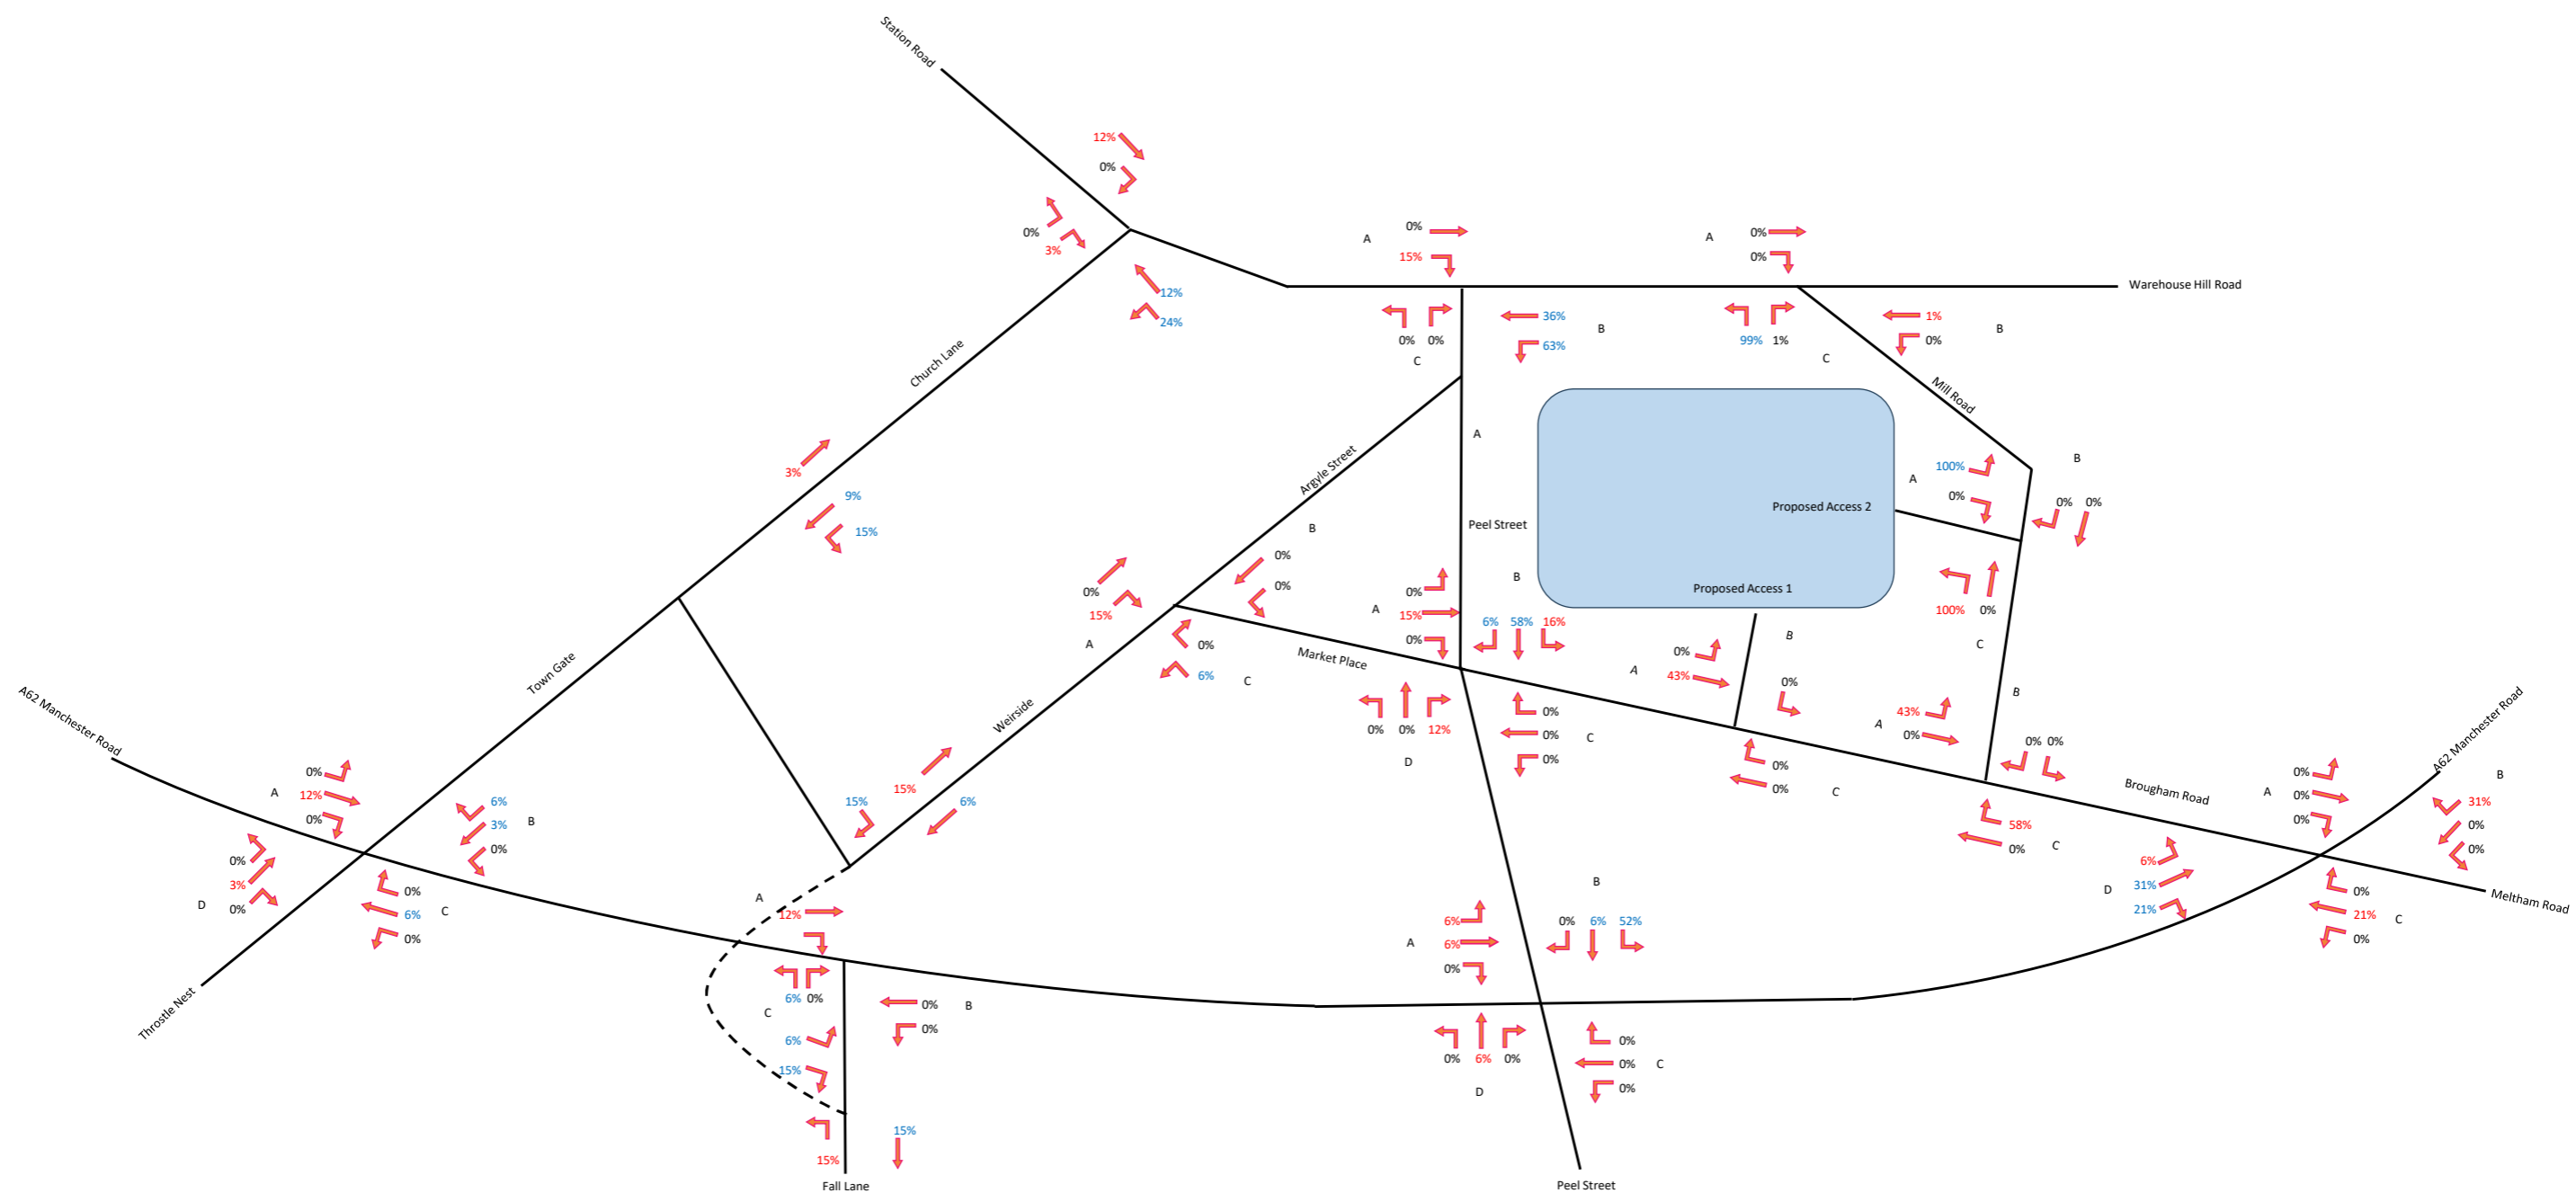 Station Road
12%
0%
0%
3%
12%
24%
Church Lane
3%
9%
15%
A
0%
15%
0% 0%
C
36%
63%
B
A
0%
0%
99% 1%
C
1%
0%
B
Warehouse Hill Road
Mill Road
A
Argyle Street
Peel Street
Proposed Access 2
Proposed Access 1
100%
A
0%
B
0% 0%
100% 0%
C
B
0%
0%
0%
15%
A
0%
6%
C
Market Place
A
0%
15%
0%
B
6% 58% 16%
0% 0% 12%
D
0%
0%
0%
C
0%
43%
A
B
0%
0%
0%
C
43%
0%
A
B
0% 0%
58%
0%
C
Brougham Road
Town Gate
Weirside
15%
6%
15%
A62 Manchester Road
A
0%
12%
0%
6%
3%
0%
B
0%
3%
0%
D
0%
6%
0%
C
Throstle Nest
A
12%
6% 0%
C
0%
0%
B
6%
15%
15%
15%
Fall Lane
A
6%
6%
0%
B
0% 6% 52%
0% 6% 0%
D
0%
0%
0%
C
Peel Street
A62 Manchester Road
A
0%
0%
0%
B
31%
0%
0%
D
6%
31%
21%
0%
21%
0%
C
Meltham Road